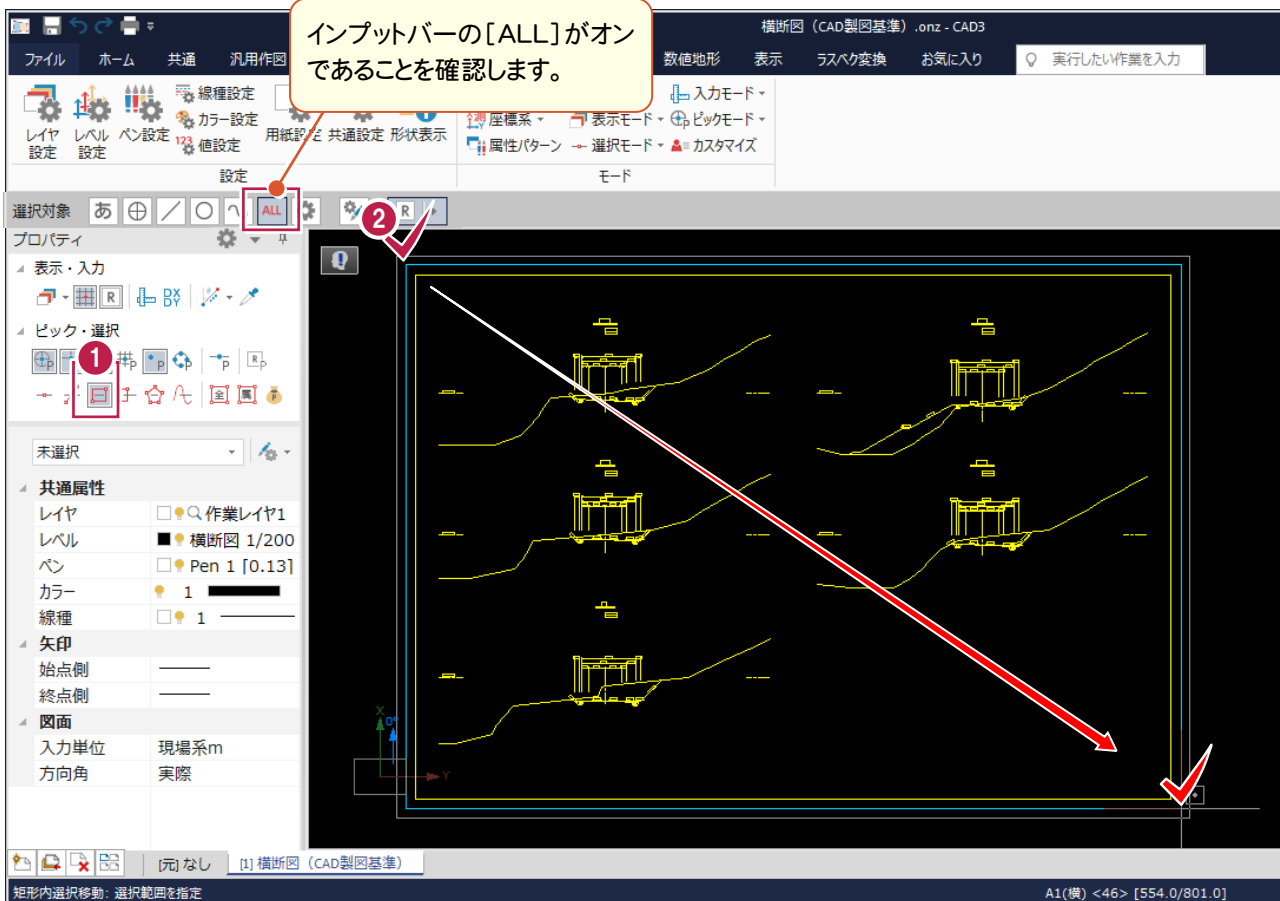 横断図（CAD製図基準）.onz - CAD3
インプットバーの[ALL]がオン
であることを確認します。
ファイル ホーム 共通 汎用作図 数値地形 表示 ラスベク変換 お気に入り 実行したい作業を入力
レイヤ
設定
レベル
設定
ペン設定
線種設定
カラー設定
123 値設定
用紙設定 共通設定 形状表示
設定
入力モード
座標系 表示モード ピックモード
属性パターン 選択モード カスタマイズ
モード
選択対象 あ ALL R
2
プロパティ
表示・入力
R DX
DY
ピック・選択
1
P P P P P P
全 属
未選択
共通属性
レイヤ 作業レイヤ1
レベル 横断図 1/200
ペン Pen 1 [0.13]
カラー 1
線種 1
矢印
始点側
終点側
図面
入力単位 現場系m
方向角 実際
X
0°
Y
[元] なし [1] 横断図（CAD製図基準）
矩形内選択移動: 選択範囲を指定
A1(横) <46> [554.0/801.0]